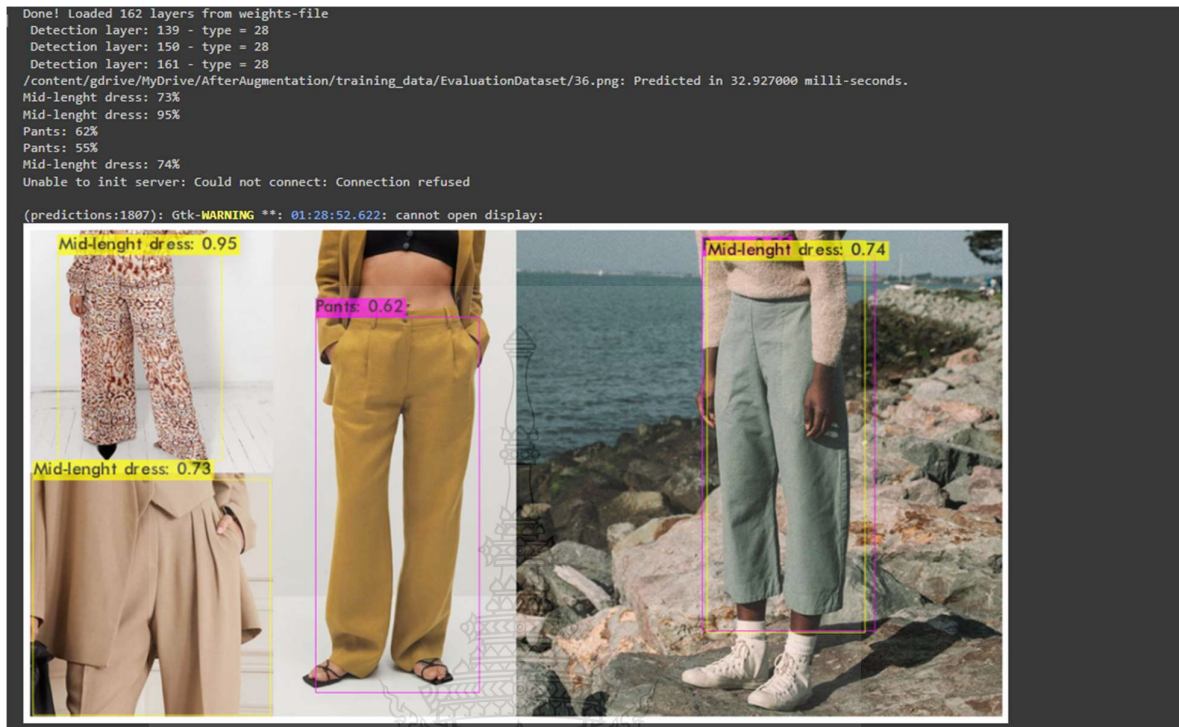 Done! Loaded 162 layers from weights-file
Detection layer: 139 - type = 28
Detection layer: 150 - type = 28
Detection layer: 161 - type = 28
/content/gdrive/MyDrive/AfterAugmentation/training_data/EvaluationDataset/36.png: Predicted in 32.927000 milli-seconds.
Mid-lenght dress: 73%
Mid-lenght dress: 95%
Pants: 62%
Pants: 55%
Mid-lenght dress: 74%
Unable to init server: Could not connect: Connection refused
(predictions:1807): Gtk-WARNING **: 01:28:52.622: cannot open display:
Mid-lenght dress: 0.95
Mid-lenght dress: 0.74
Pants: 0.62
Mid-lenght dress: 0.73